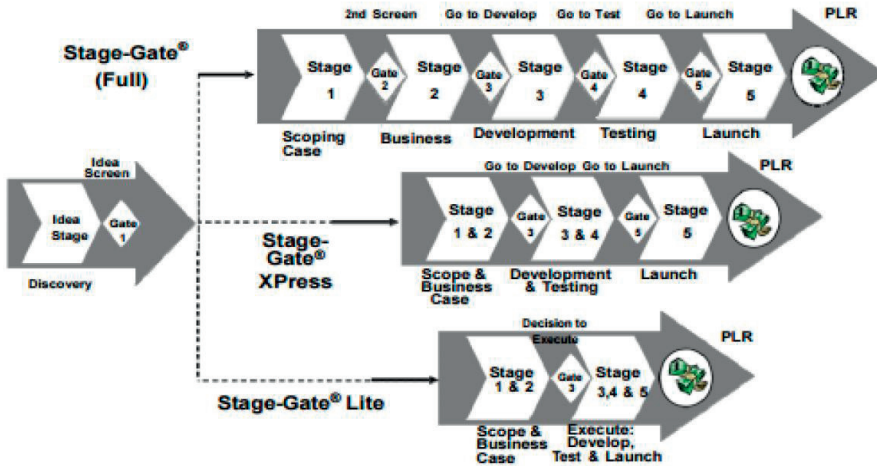 2nd Screen Go to Develop Go to Test Go to Launch PLR
Stage-Gate®
(Full)
Stage
1
Gate
2
Stage
2
Gate
3
Stage
3
Gate
4
Stage
4
Gate
5
Stage
5
Scoping
Case
Business
Development
Testing
Launch
Idea
Screen
Idea
Stage
Gate
1
Discovery
Go to Develop Go to Launch
PLR
Stage-
Gate®
XPress
Stage
1 & 2
Gate
3
Stage
3 & 4
Gate
5
Stage
5
Scope &
Business
Case
Development
& Testing
Launch
Decision to
Execute
PLR
Stage-Gate® Lite
Stage
1 & 2
Gate
3
Stage
3,4 & 5
Scope &
Business
Case
Execute:
Develop,
Test & Launch